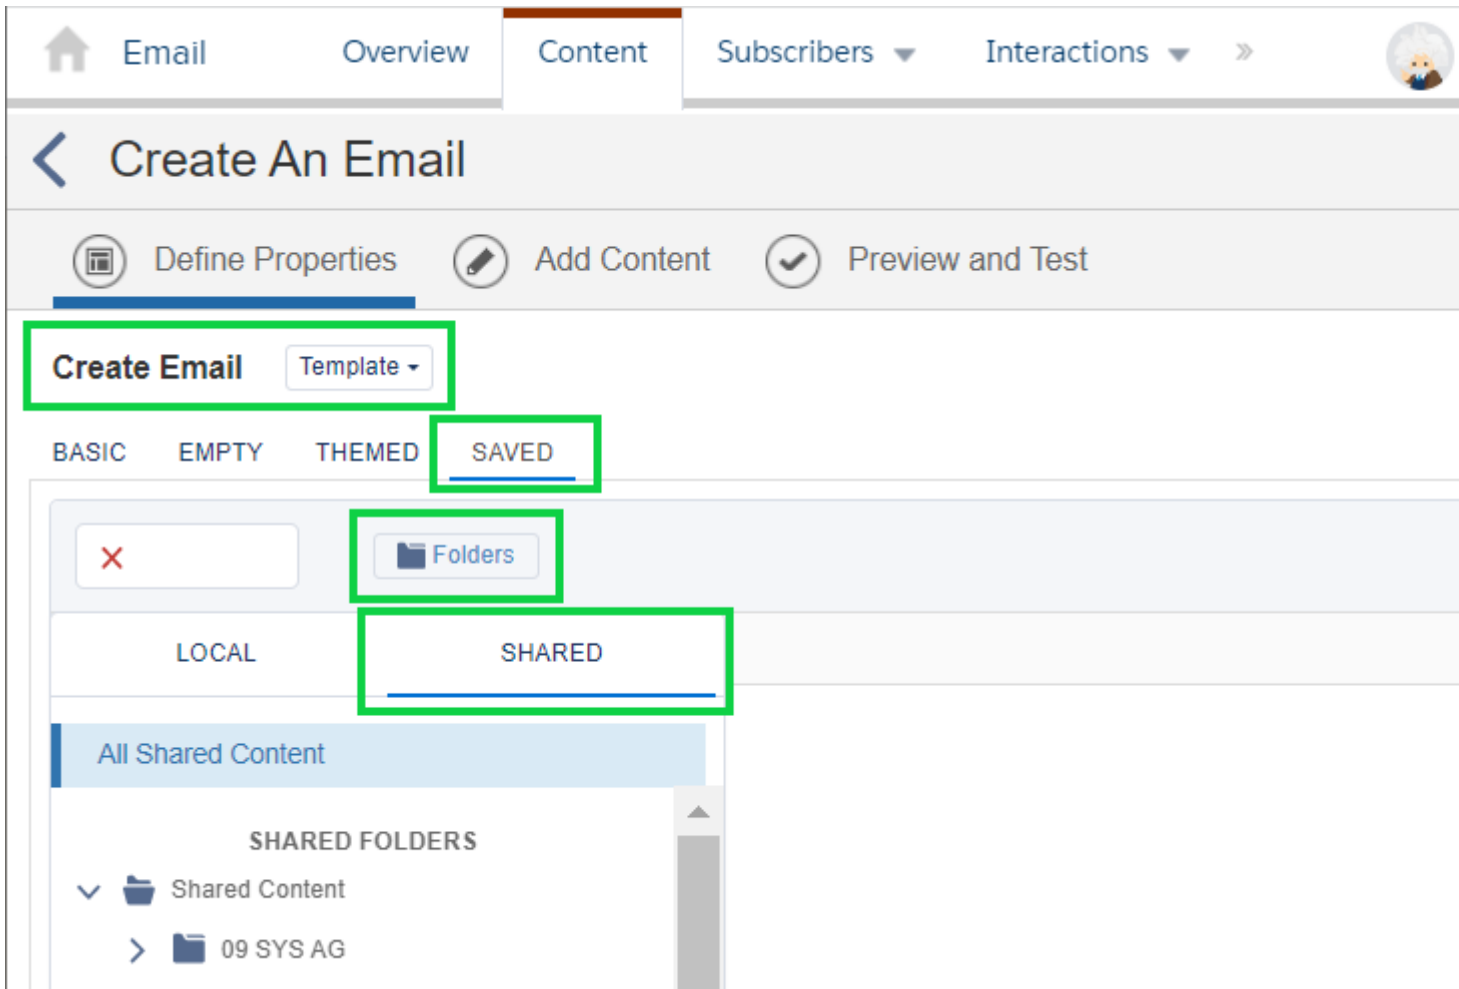 Email Overview Content Subscribers Interactions »
Create An Email
Define Properties Add Content Preview and Test
Create Email Template
BASIC EMPTY THEMED SAVED
Folders
LOCAL SHARED
All Shared Content
SHARED FOLDERS
Shared Content
09 SYS AG